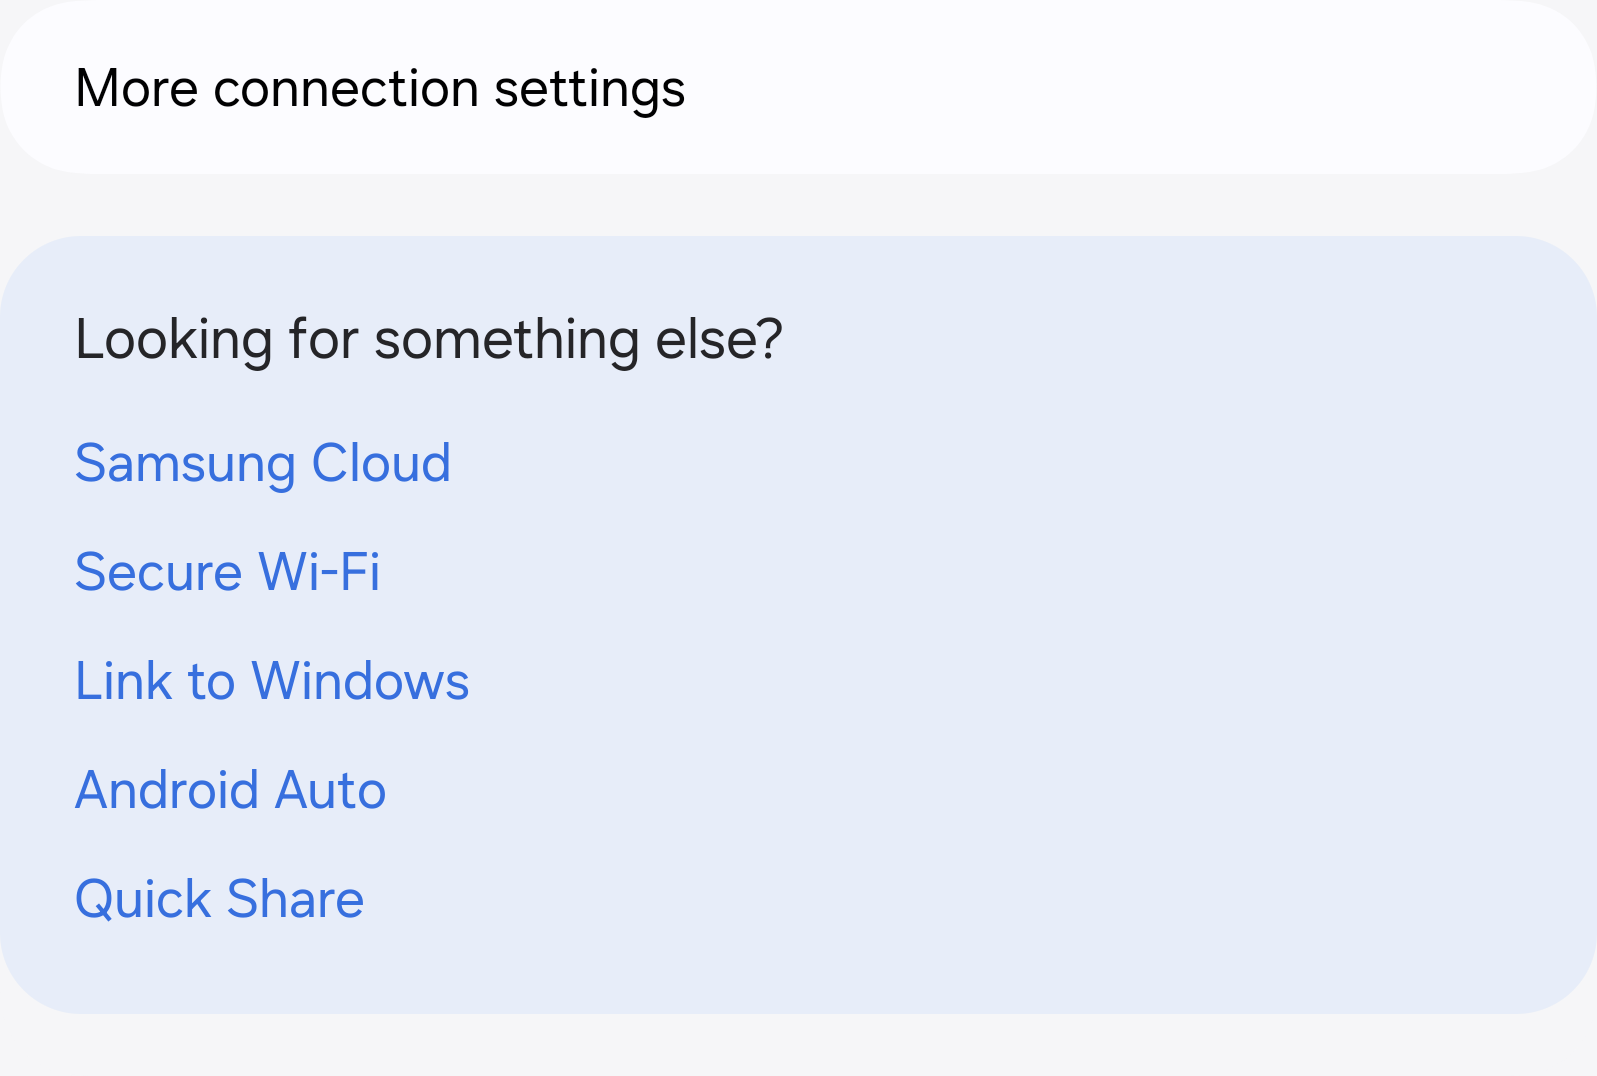 More connection settings
Looking for something else?
Samsung Cloud
Secure Wi-Fi
Link to Windows
Android Auto
Quick Share